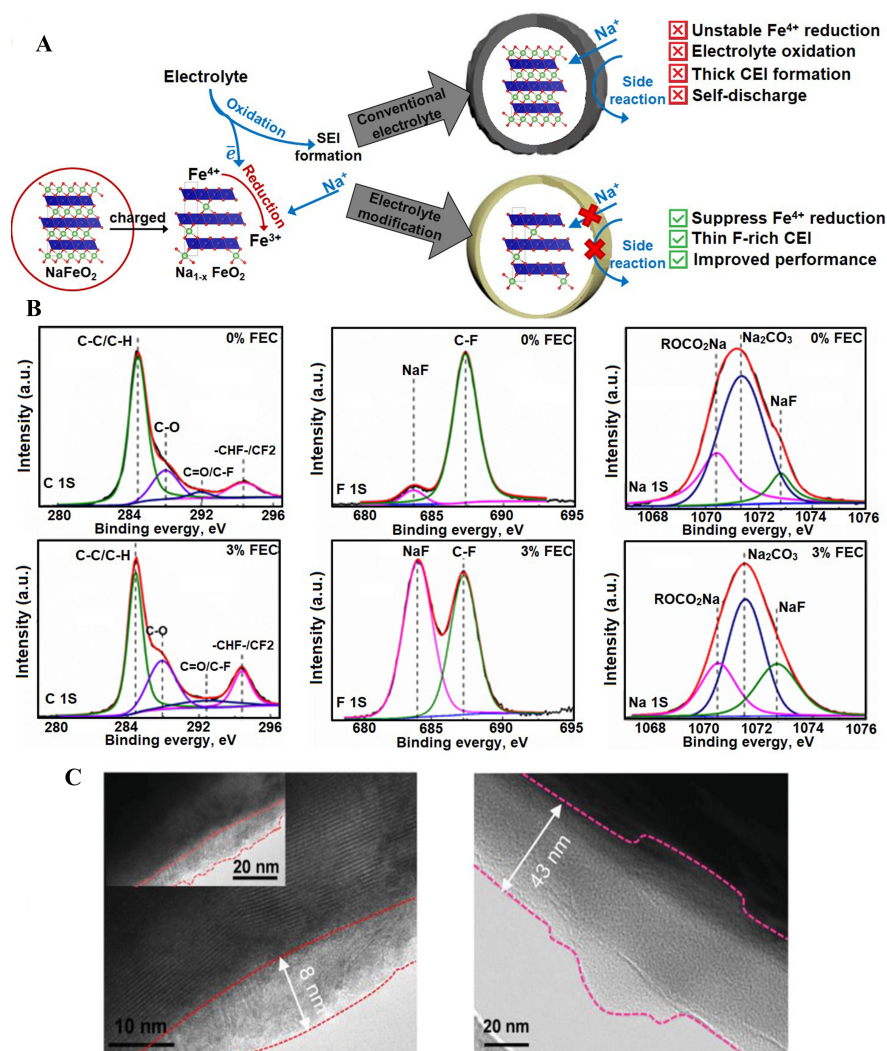 A
Electrolyte
Oxidation
e̅
SEI
formation
Fe⁴⁺
Reduction
Fe³⁺
Na⁺
NaFeO₂
charged
Na₁₋ₓ FeO₂
Conventional
electrolyte
Na⁺
Side
reaction
Unstable Fe⁴⁺ reduction
Electrolyte oxidation
Thick CEI formation
Self-discharge
Electrolyte
modification
Na⁺
Side
reaction
Suppress Fe⁴⁺ reduction
Thin F-rich CEI
Improved performance
B
Intensity (a.u.)
C-C/C-H
0% FEC
C-O
C=O/C-F
-CHF-/CF2
C 1S
280 284 288 292 296
Binding evergy, eV
Intensity (a.u.)
0% FEC
C-F
NaF
F 1S
680 685 690 695
Binding evergy, eV
Intensity (a.u.)
0% FEC
ROCO₂Na
Na₂CO₃
NaF
Na 1S
1068 1070 1072 1074 1076
Binding evergy, eV
Intensity (a.u.)
C-C/C-H
3% FEC
C-O
C=O/C-F
-CHF-/CF2
C 1S
280 284 288 292 296
Binding evergy, eV
Intensity (a.u.)
NaF
C-F
3% FEC
F 1S
680 685 690 695
Binding evergy, eV
Intensity (a.u.)
Na₂CO₃
3% FEC
ROCO₂Na
NaF
Na 1S
1068 1070 1072 1074 1076
Binding evergy, eV
C
20 nm
8 nm
10 nm
43 nm
20 nm